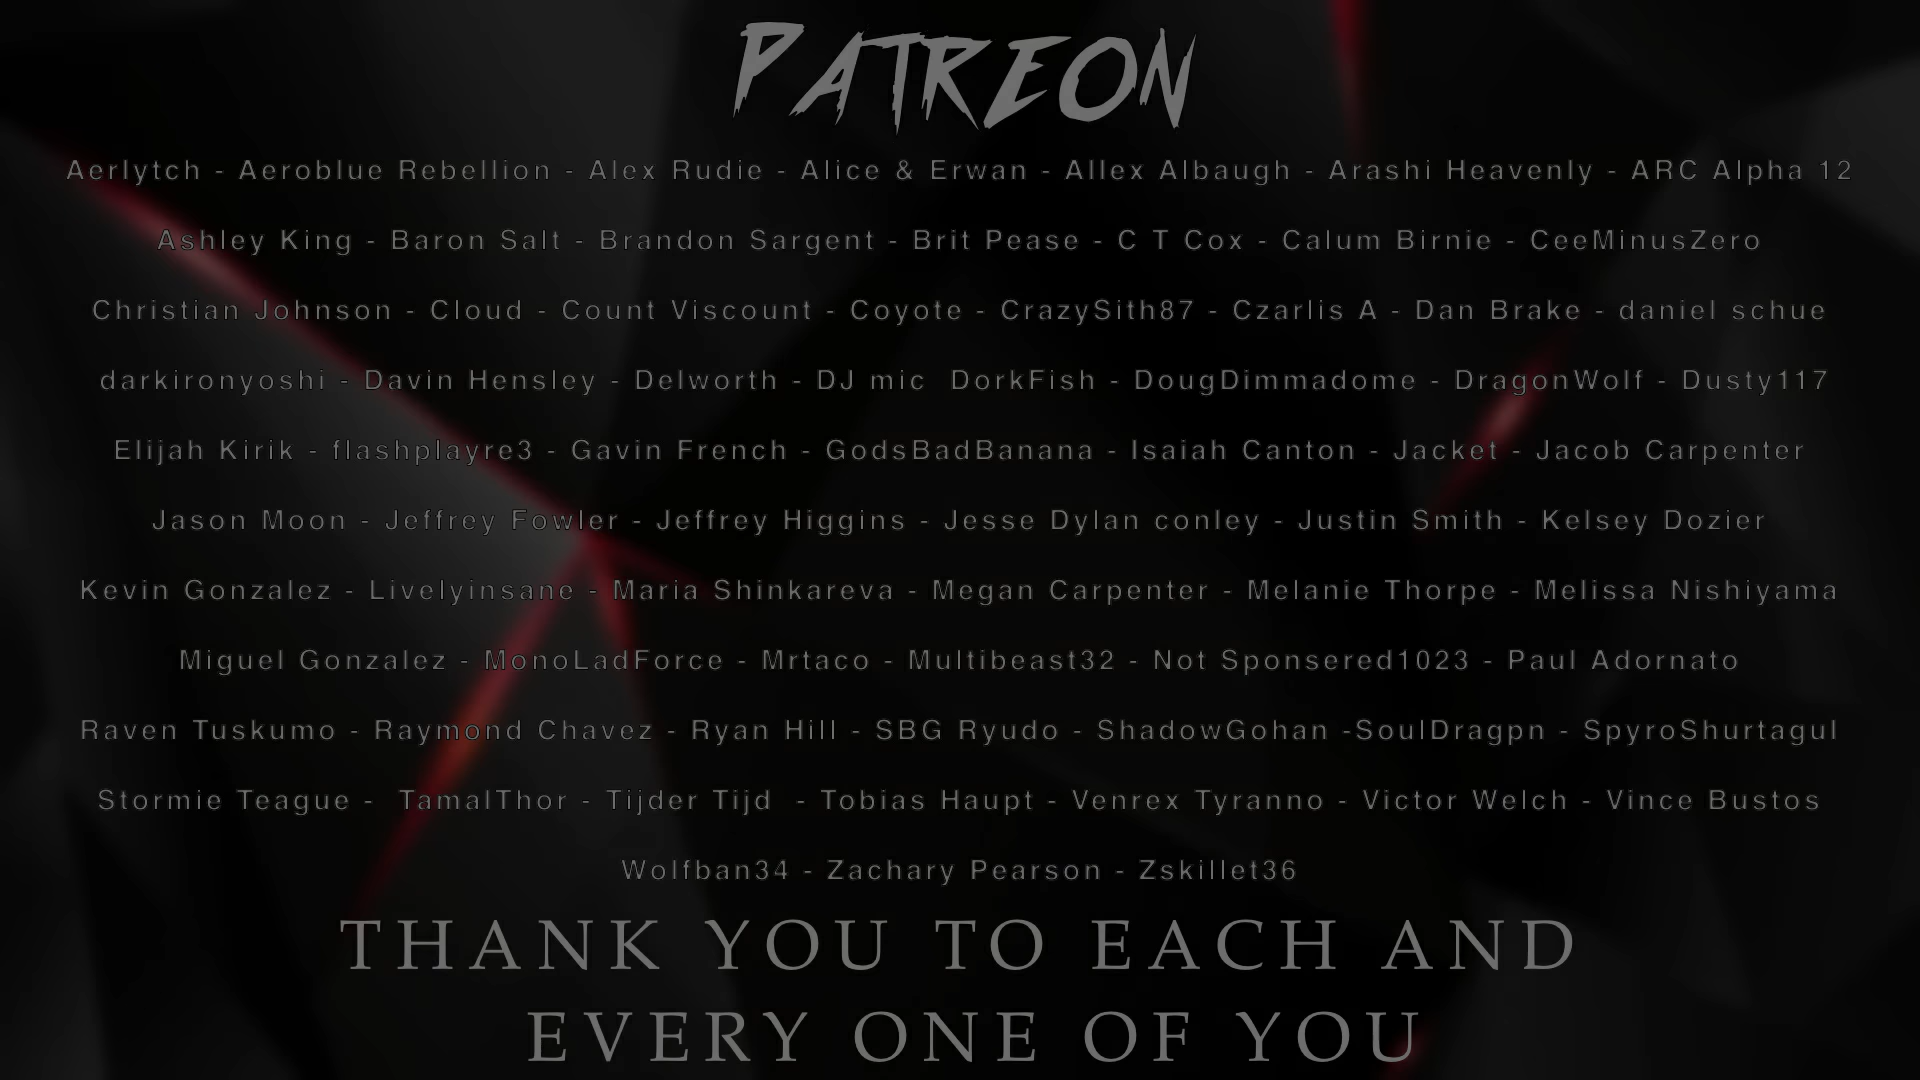 PATREON
Aerlytch - Aeroblue Rebellion - Alex Rudie - Alice & Erwan - Allex Albaugh - Arashi Heavenly - ARC Alpha 12
Ashley King - Baron Salt - Brandon Sargent - Brit Pease - C T Cox - Calum Birnie - CeeMinusZero
Christian Johnson - Cloud - Count Viscount - Coyote - CrazySith87 - Czarlis A - Dan Brake - daniel schue
darkironyoshi - Davin Hensley - Delworth - DJ mic  DorkFish - DougDimmadome - DragonWolf - Dusty117
Elijah Kirik - flashplayre3 - Gavin French - GodsBadBanana - Isaiah Canton - Jacket - Jacob Carpenter
Jason Moon - Jeffrey Fowler - Jeffrey Higgins - Jesse Dylan conley - Justin Smith - Kelsey Dozier
Kevin Gonzalez - Livelyinsane - Maria Shinkareva - Megan Carpenter - Melanie Thorpe - Melissa Nishiyama
Miguel Gonzalez - MonoLadForce - Mrtaco - Multibeast32 - Not Sponsered1023 - Paul Adornato
Raven Tuskumo - Raymond Chavez - Ryan Hill - SBG Ryudo - ShadowGohan -SoulDragpn - SpyroShurtagul
Stormie Teague -  TamalThor - Tijder Tijd  - Tobias Haupt - Venrex Tyranno - Victor Welch - Vince Bustos
Wolfban34 - Zachary Pearson - Zskillet36
THANK YOU TO EACH AND
EVERY ONE OF YOU